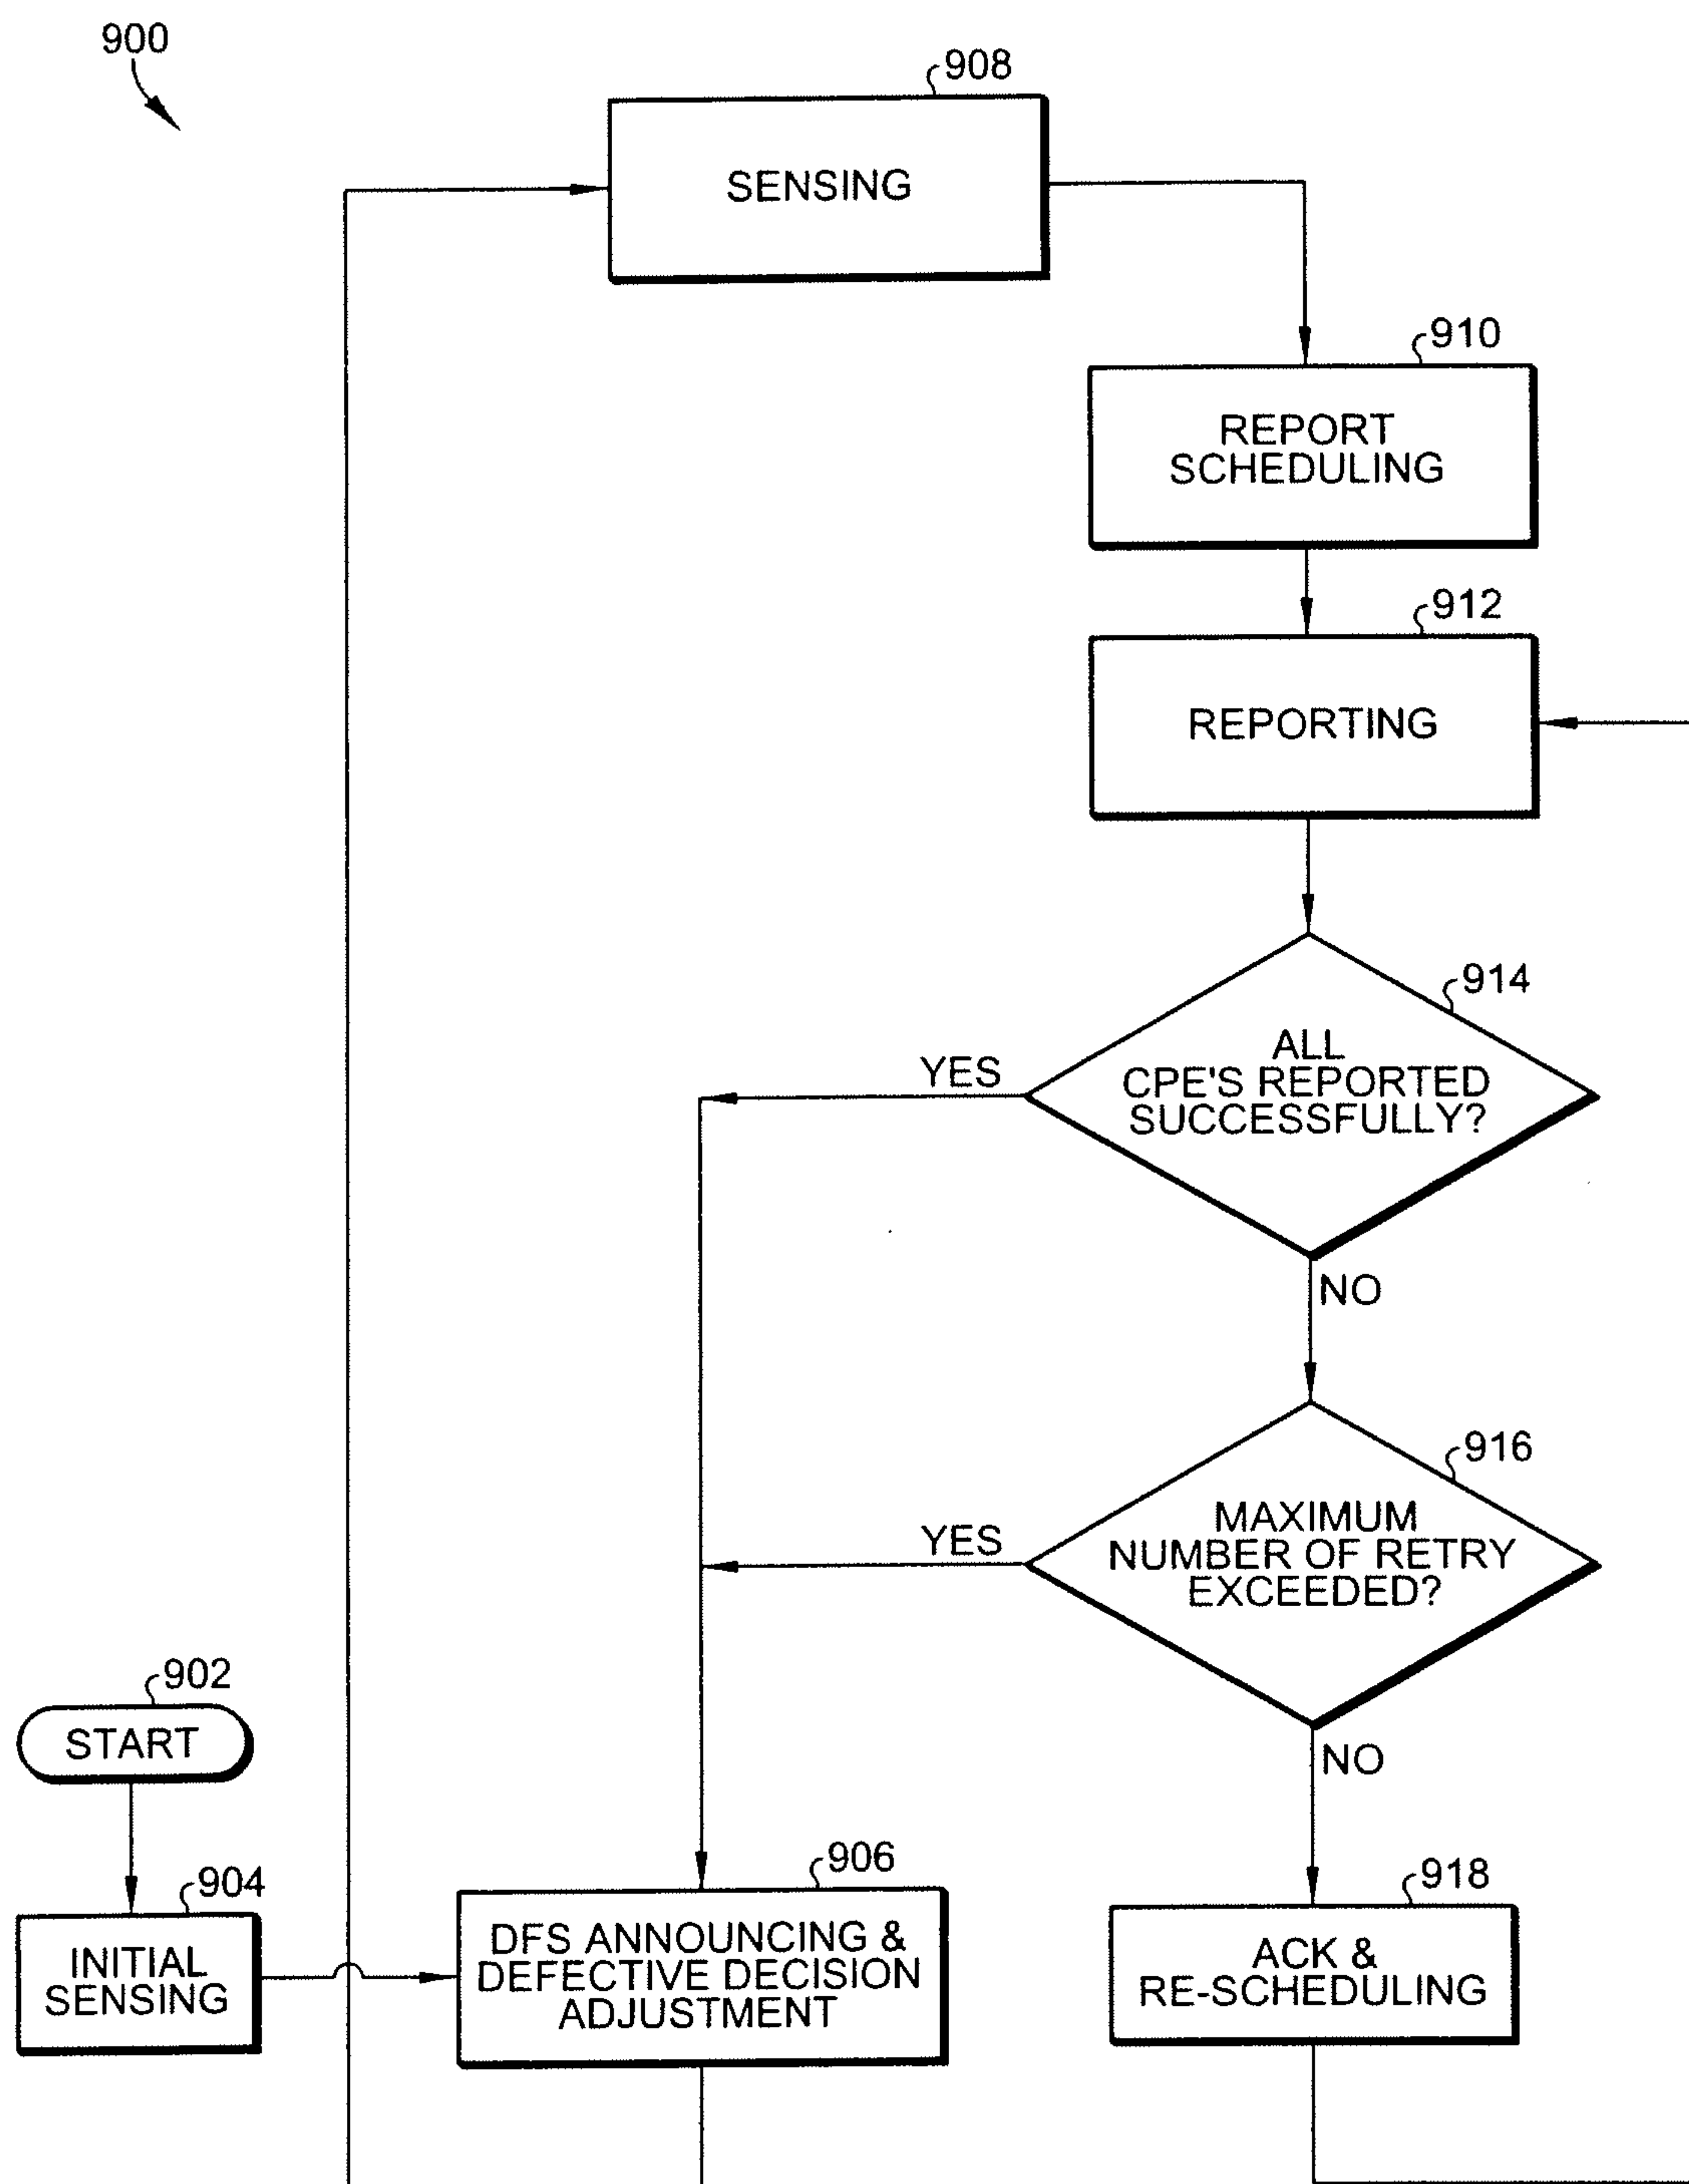 900
908
SENSING
910
REPORT
SCHEDULING
912
REPORTING
914
ALL
CPE'S REPORTED
SUCCESSFULLY?
YES
NO
916
MAXIMUM
NUMBER OF RETRY
EXCEEDED?
YES
NO
902
START
904
INITIAL
SENSING
906
DFS ANNOUNCING &
DEFECTIVE DECISION
ADJUSTMENT
918
ACK &
RE-SCHEDULING